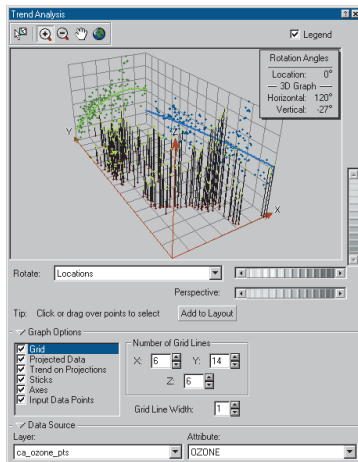 Trend Analysis
Legend
Rotation Angles
Location: 0°
3D Graph
Horizontal: 120°
Vertical: -27°
Y
X
Rotate: Locations
Perspective:
Tip: Click or drag over points to select Add to Layout
Graph Options
Grid
Projected Data
Trend on Projections
Sticks
Axes
Input Data Points
Number of Grid Lines
X: 6 Y: 14
Z: 6
Grid Line Width: 1
Data Source
Layer: Attribute:
ca_ozone_pts OZONE